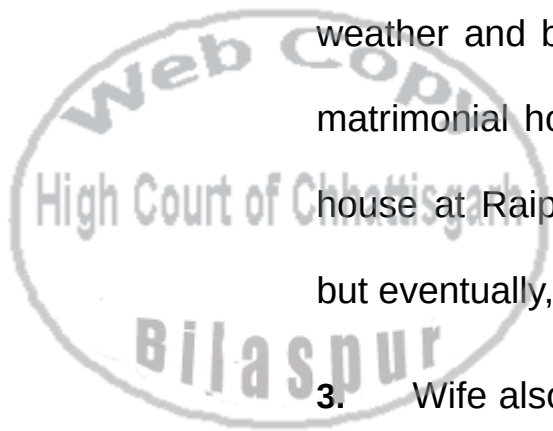 weather and b
matrimonial ho
house at Raip
but eventually,
3. Wife also
Web Copy
High Court of Chhattisgarh
Bilaspur